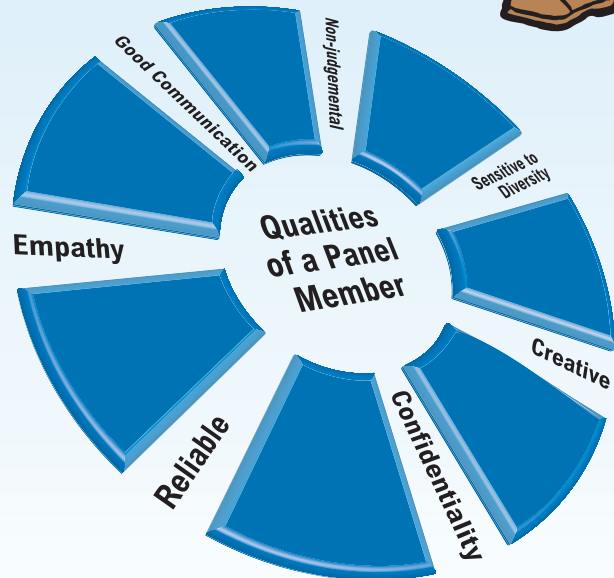 Qualities
of a Panel
Member
Good Communication
Non-judgemental
Sensitive to
Diversity
Creative
Confidentiality
Reliable
Empathy